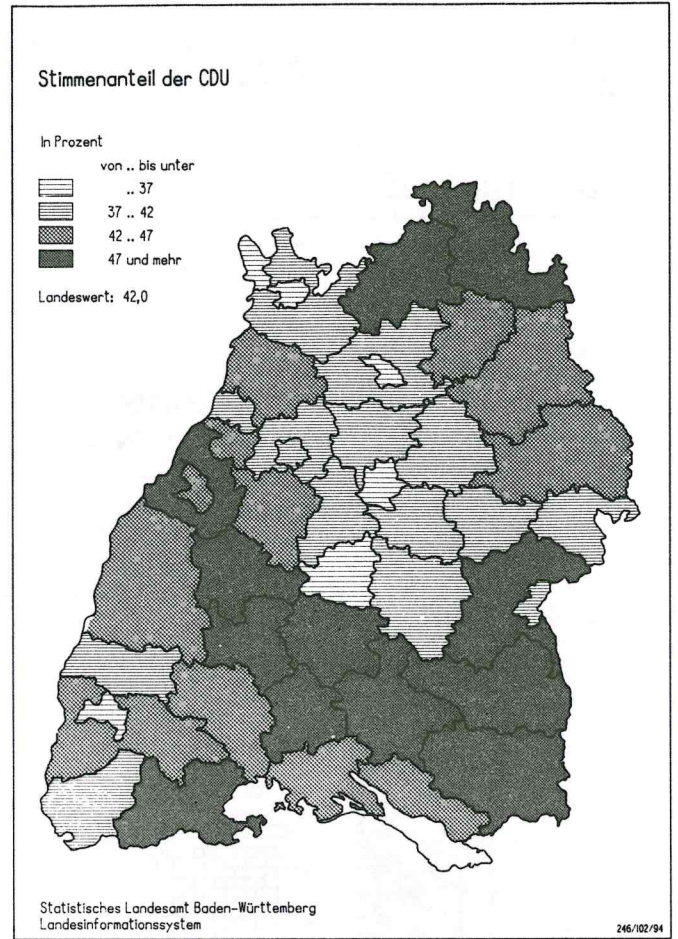 Stimmenanteil der CDU
In Prozent
von .. bis unter
.. 37
37 .. 42
42 .. 47
47 und mehr
Landeswert: 42,0
Statistisches Landesamt Baden-Württemberg
Landesinformationssystem
246/102/94